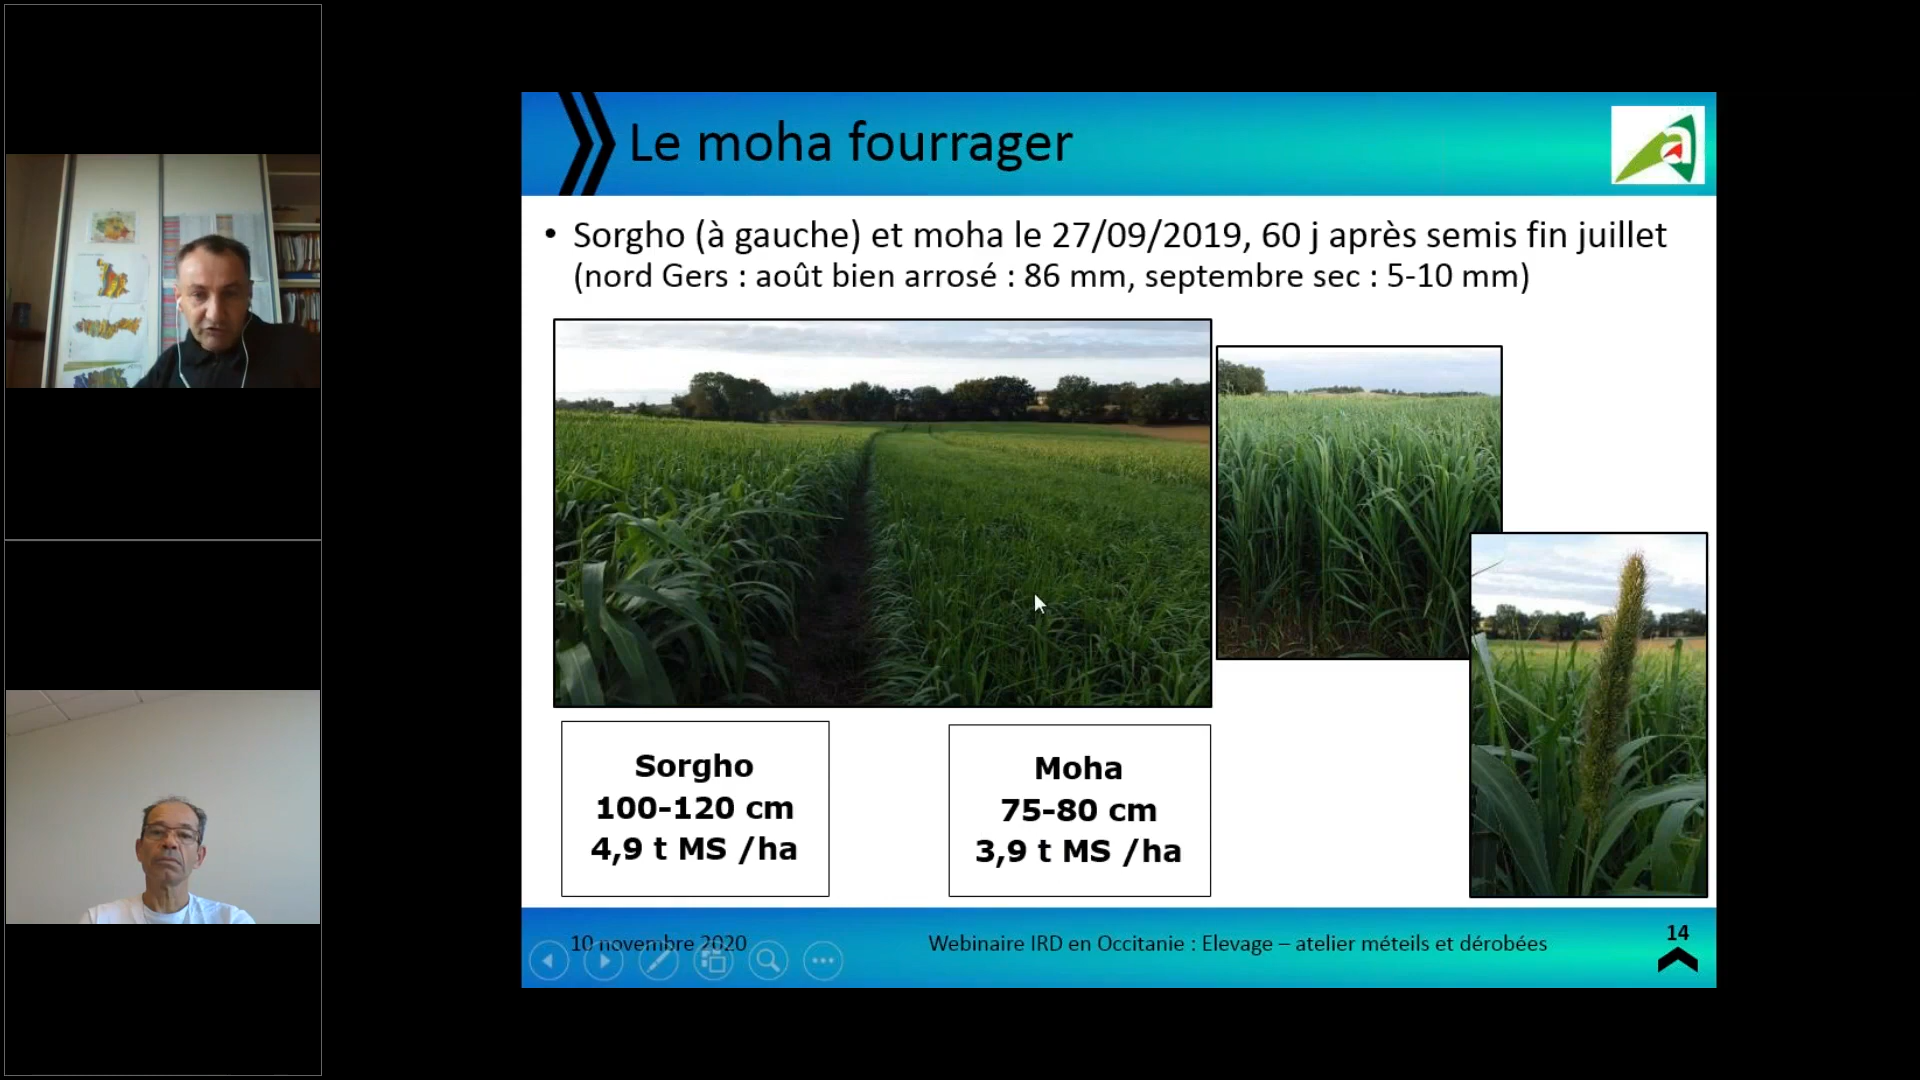 Le moha fourrager
• Sorgho (à gauche) et moha le 27/09/2019, 60 j après semis fin juillet
(nord Gers : août bien arrosé : 86 mm, septembre sec : 5-10 mm)
Sorgho
100-120 cm
4,9 t MS /ha
Moha
75-80 cm
3,9 t MS /ha
10 novembre 2020
Webinaire IRD en Occitanie : Elevage – atelier méteils et dérobées
14